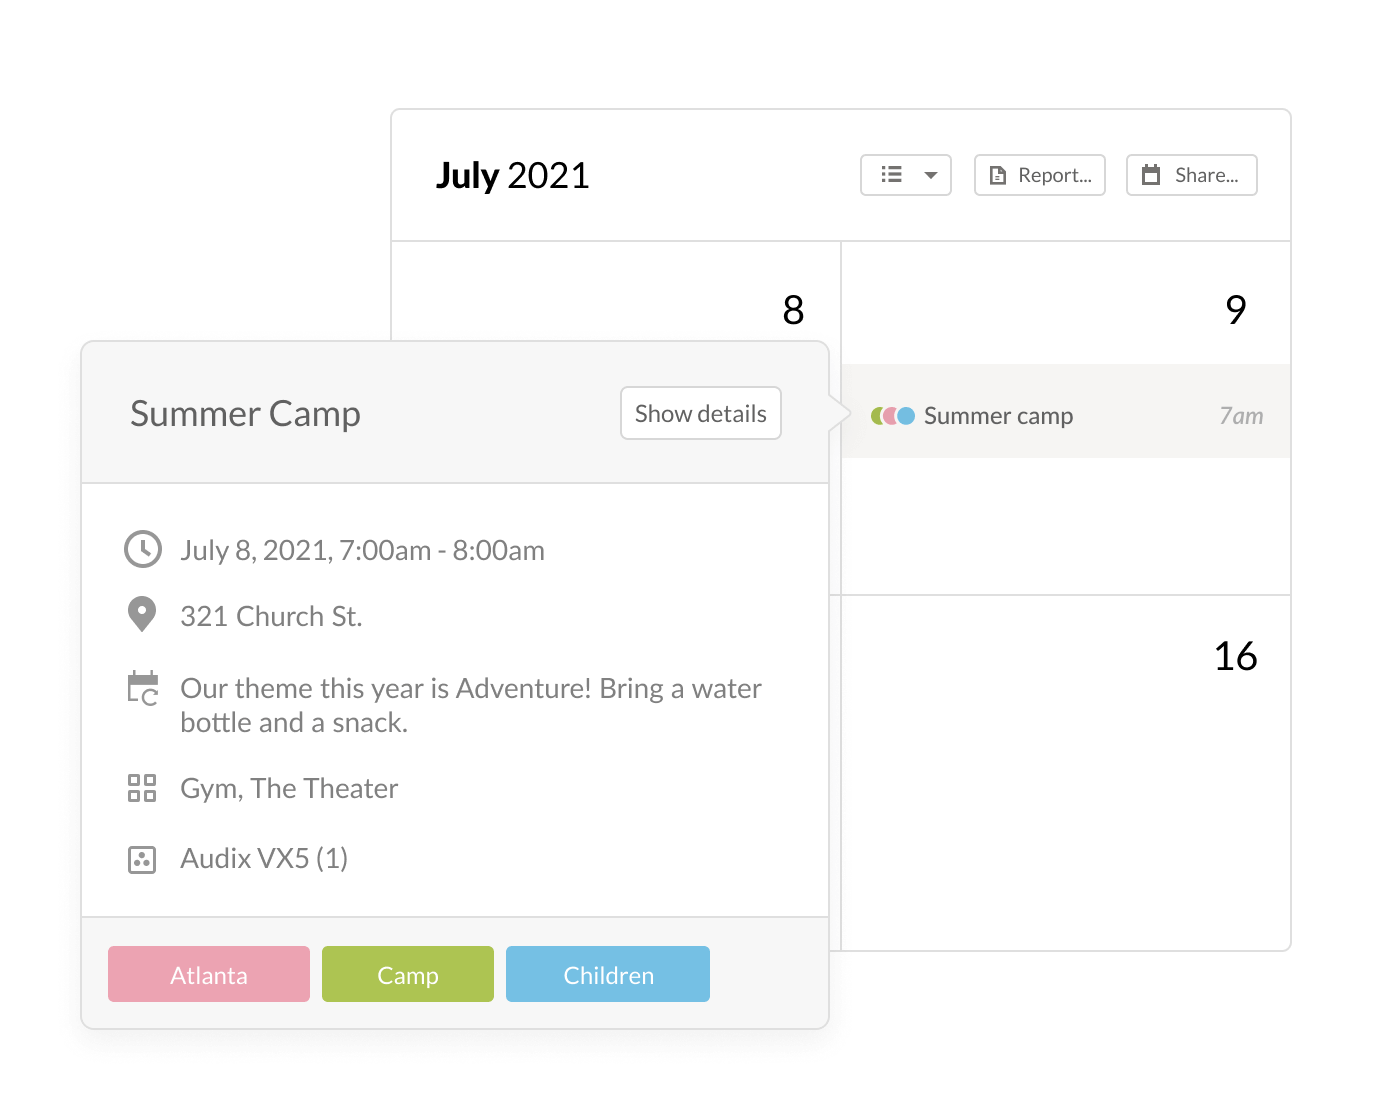 July 2021
Report...
Share...
8
9
Summer Camp
Show details
Summer camp
7am
July 8, 2021, 7:00am - 8:00am
321 Church St.
Our theme this year is Adventure! Bring a water
bottle and a snack.
16
Gym, The Theater
Audix VX5 (1)
Atlanta
Camp
Children